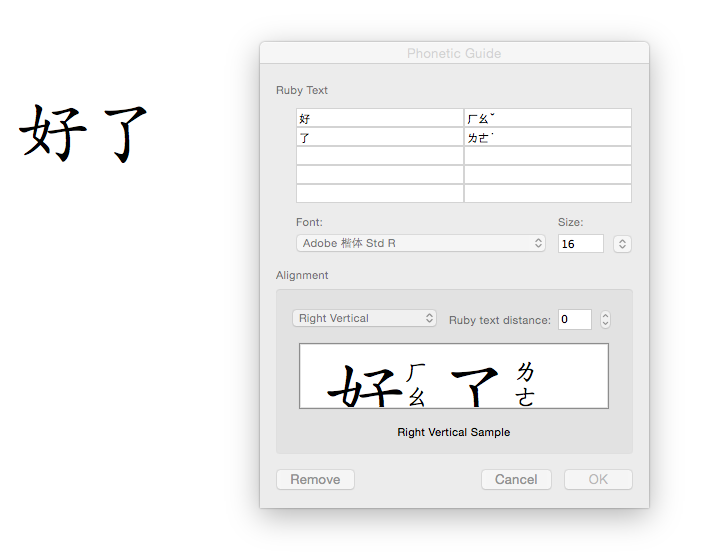 好了
Phonetic Guide
Ruby Text
好 ㄏㄠˇ
了 ㄌㄜ˙
Font: Size:
Adobe 楷体 Std R 16
Alignment
Right Vertical Ruby text distance: 0
好ㄏㄠ 了ㄌㄜ
Right Vertical Sample
Remove Cancel OK